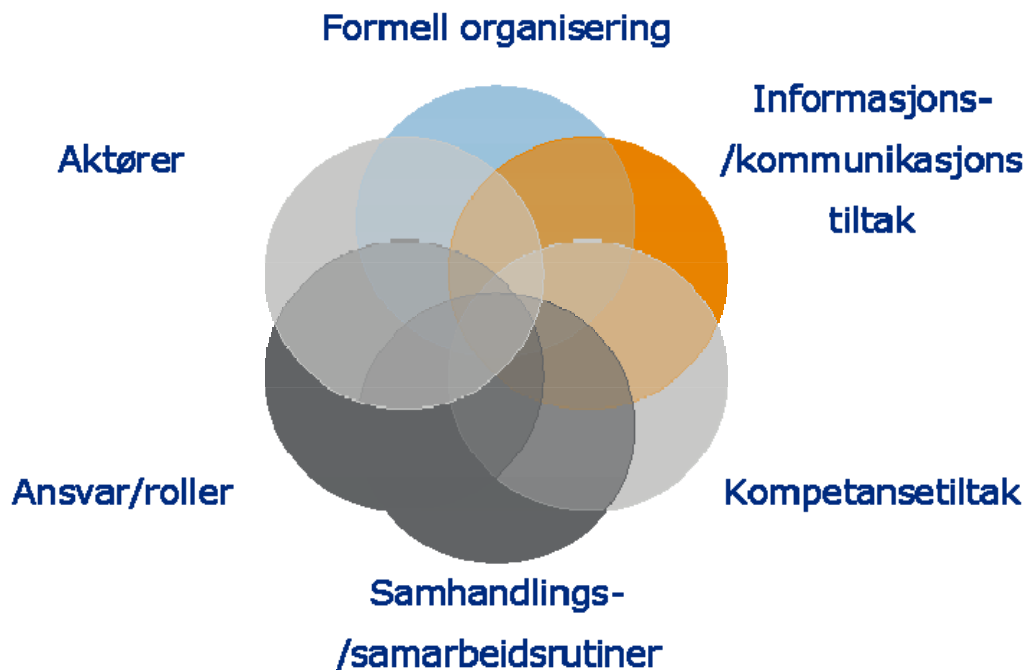 Formell organisering
Informasjons-
/kommunikasjons
tiltak
Aktører
Ansvar/roller
Kompetansetiltak
Samhandlings-
/samarbeidsrutiner